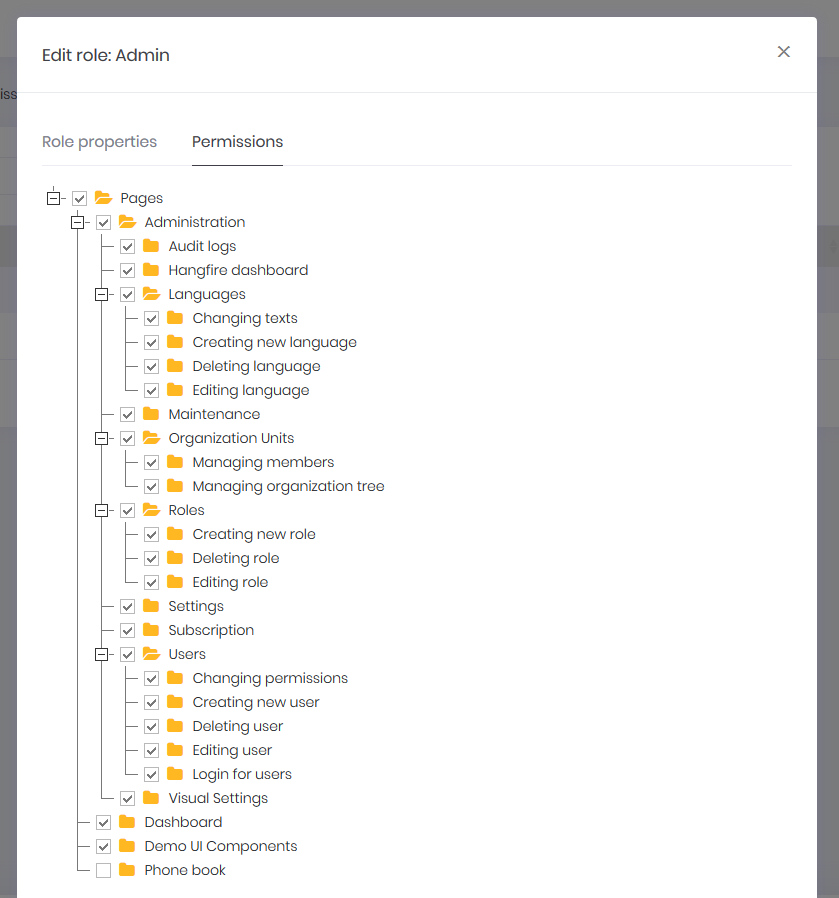 Edit role: Admin
iss
Role properties Permissions
Pages
Administration
Audit logs
Hangfire dashboard
Languages
Changing texts
Creating new language
Deleting language
Editing language
Maintenance
Organization Units
Managing members
Managing organization tree
Roles
Creating new role
Deleting role
Editing role
Settings
Subscription
Users
Changing permissions
Creating new user
Deleting user
Editing user
Login for users
Visual Settings
Dashboard
Demo UI Components
Phone book